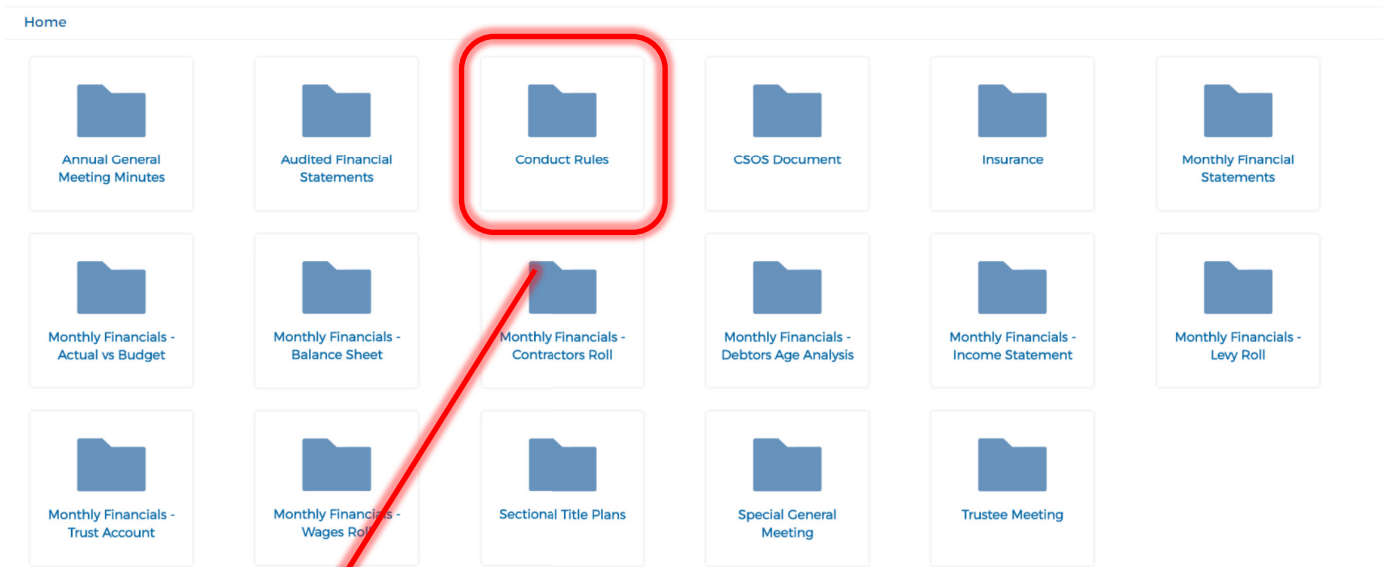 Home
Annual General
Meeting Minutes
Audited Financial
Statements
Conduct Rules
CSOS Document
Insurance
Monthly Financial
Statements
Monthly Financials -
Actual vs Budget
Monthly Financials -
Balance Sheet
Monthly Financials -
Contractors Roll
Monthly Financials -
Debtors Age Analysis
Monthly Financials -
Income Statement
Monthly Financials -
Levy Roll
Monthly Financials -
Trust Account
Monthly Financials -
Wages Roll
Sectional Title Plans
Special General
Meeting
Trustee Meeting